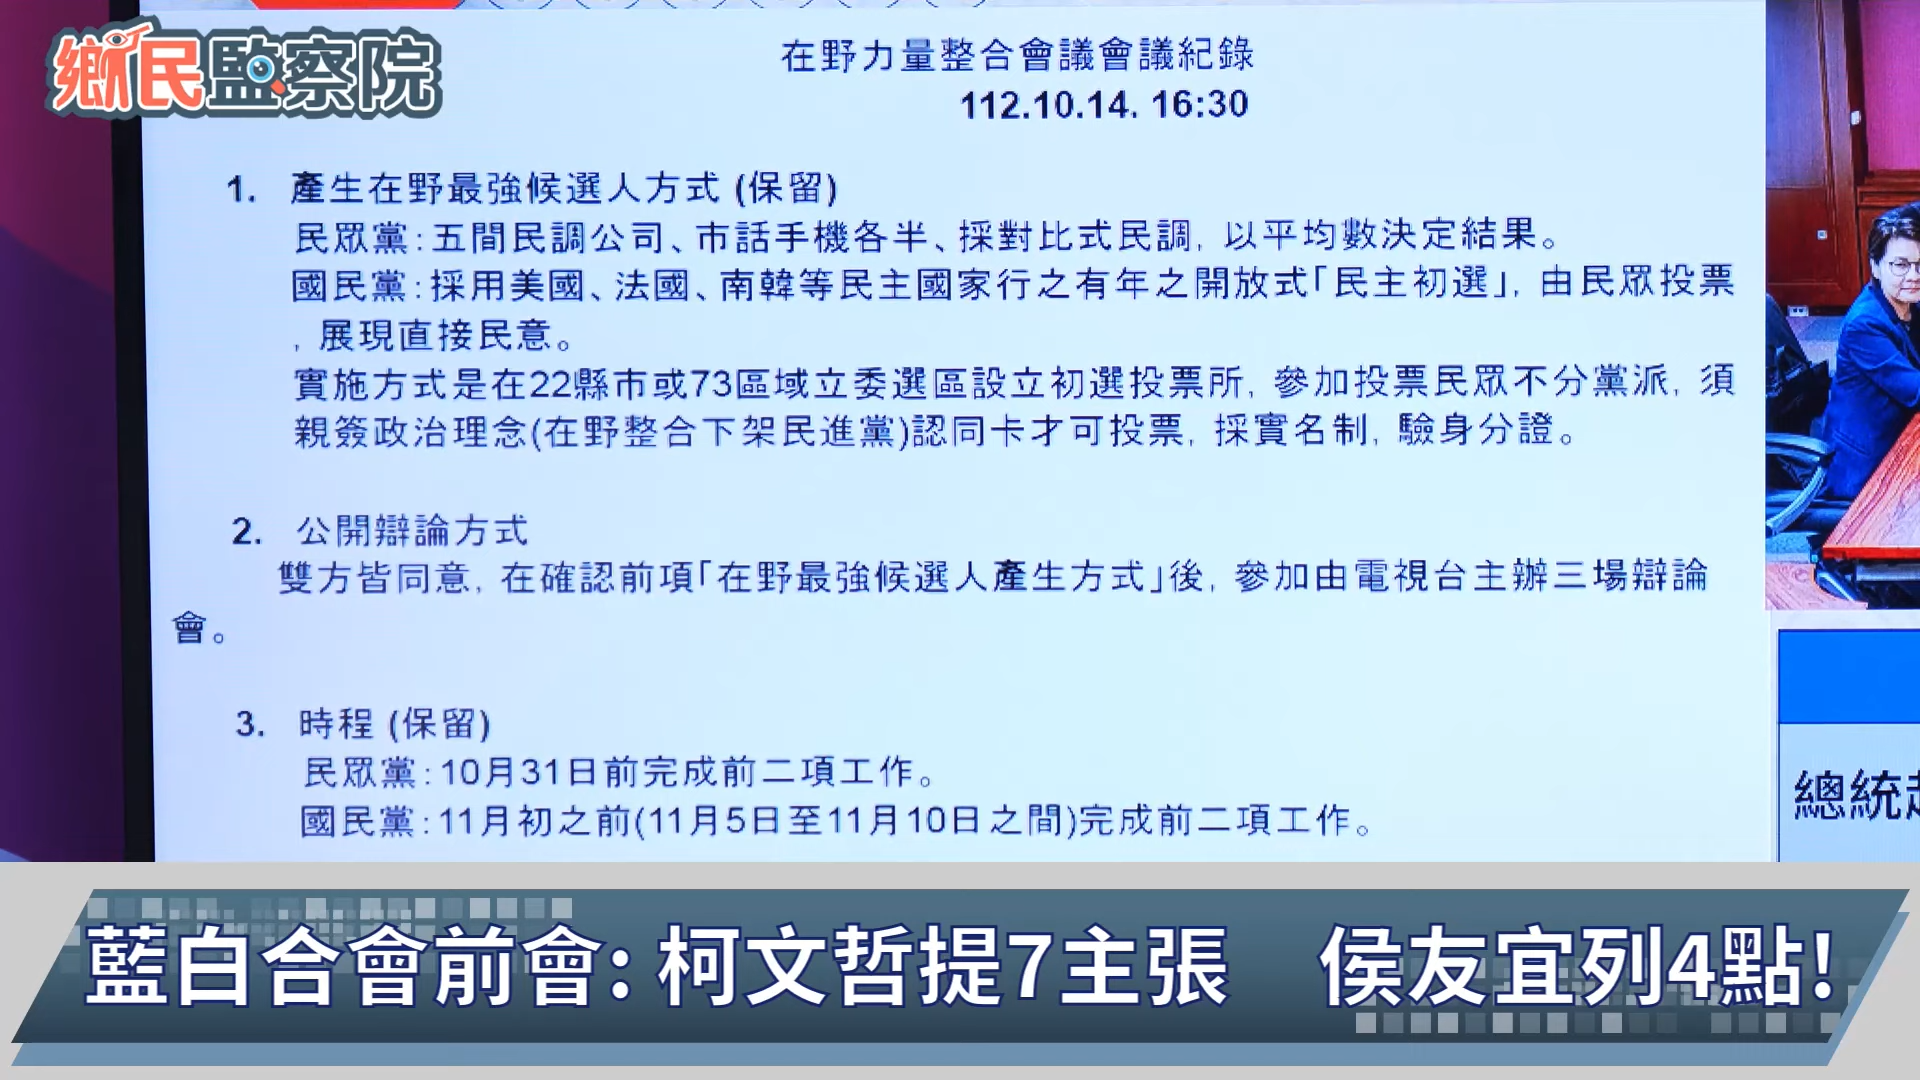 鄉民監察院
在野力量整合會議會議紀錄
112.10.14. 16:30
1. 產生在野最強候選人方式 (保留)
民眾黨:五間民調公司、市話手機各半、採對比式民調, 以平均數決定結果。
國民黨:採用美國、法國、南韓等民主國家行之有年之開放式「民主初選」, 由民眾投票
, 展現直接民意。
實施方式是在22縣市或73區域立委選區設立初選投票所, 參加投票民眾不分黨派, 須
親簽政治理念(在野整合下架民進黨)認同卡才可投票, 採實名制, 驗身分證。
2. 公開辯論方式
雙方皆同意, 在確認前項「在野最強候選人產生方式」後, 參加由電視台主辦三場辯論
會。
3. 時程 (保留)
民眾黨:10月31日前完成前二項工作。
國民黨:11月初之前(11月5日至11月10日之間)完成前二項工作。
總統
藍白合會前會:柯文哲提7主張 侯友宜列4點!